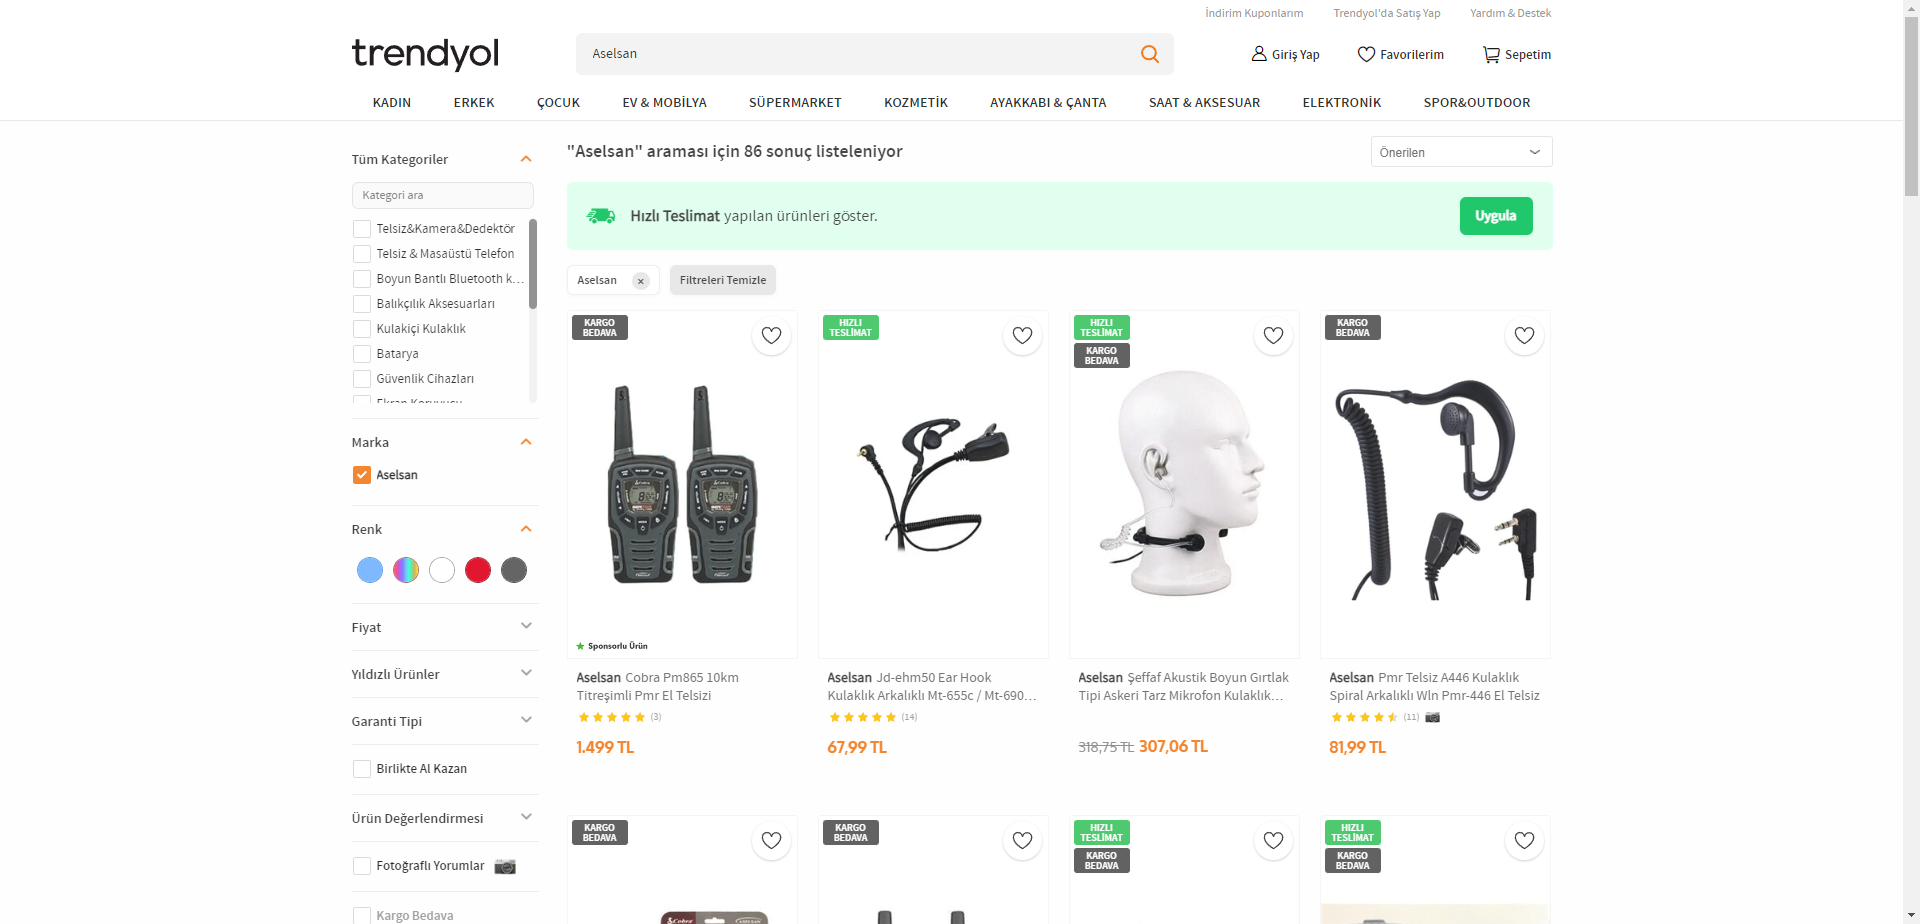 İndirim Kuponlarım
Trendyol'da Satış Yap
Yardım & Destek
trendyol
Aselsan
Giriş Yap
Favorilerim
Sepetim
KADIN
ERKEK
ÇOCUK
EV & MOBİLYA
SÜPERMARKET
KOZMETİK
AYAKKABI & ÇANTA
SAAT & AKSESUAR
ELEKTRONİK
SPOR&OUTDOOR
Tüm Kategoriler
Kategori ara
Telsiz&Kamera&Dedektör
Telsiz & Masaüstü Telefon
Boyun Bantlı Bluetooth k...
Balıkçılık Aksesuarları
Kulakiçi Kulaklık
Batarya
Güvenlik Cihazları
Ekran Koruyucu
Marka
Aselsan
Renk
Fiyat
Yıldızlı Ürünler
Garanti Tipi
Birlikte Al Kazan
Ürün Değerlendirmesi
Fotoğraflı Yorumlar
Kargo Bedava
"Aselsan" araması için 86 sonuç listeleniyor
Önerilen
Hızlı Teslimat yapılan ürünleri göster.
Uygula
Aselsan
Filtreleri Temizle
KARGO
BEDAVA
Sponsorlu Ürün
Aselsan Cobra Pm865 10km
Titreşimli Pmr El Telsizi
(3)
1.499 TL
HIZLI
TESLİMAT
Aselsan Jd-ehm50 Ear Hook
Kulaklık Arkalıklı Mt-655c / Mt-690...
(14)
67,99 TL
HIZLI
TESLİMAT
KARGO
BEDAVA
Aselsan Şeffaf Akustik Boyun Gırtlak
Tipi Askeri Tarz Mikrofon Kulaklık...
318,75 TL 307,06 TL
KARGO
BEDAVA
Aselsan Pmr Telsiz A446 Kulaklık
Spiral Arkalıklı Wln Pmr-446 El Telsiz
(11)
81,99 TL
KARGO
BEDAVA
Cobra
ASELSAN
KARGO
BEDAVA
HIZLI
TESLİMAT
KARGO
BEDAVA
HIZLI
TESLİMAT
KARGO
BEDAVA